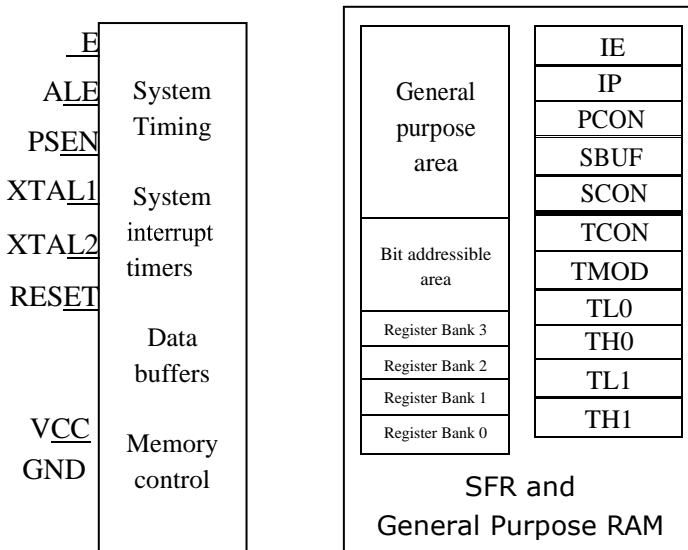 E
ALE
PSEN
XTAL1
XTAL2
RESET
VCC
GND
System
Timing
System
interrupt
timers
Data
buffers
Memory
control
General
purpose
area
Bit addressible
area
Register Bank 3
Register Bank 2
Register Bank 1
Register Bank 0
IE
IP
PCON
SBUF
SCON
TCON
TMOD
TL0
TH0
TL1
TH1
SFR and
General Purpose RAM